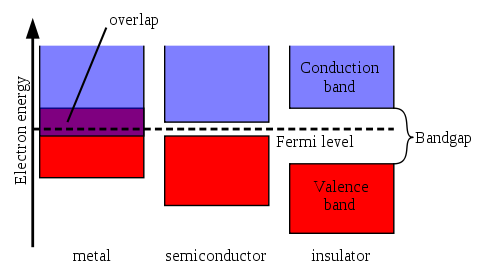 overlap
Electron energy
Conduction
band
Fermi level
Bandgap
Valence
band
metal
semiconductor
insulator